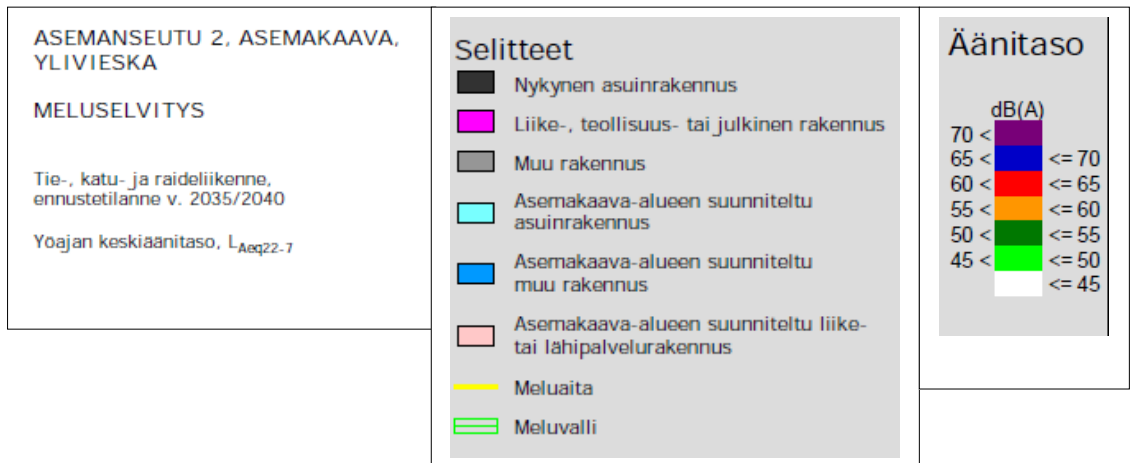 ASEMANSEUTU 2, ASEMAKAAVA,
YLIVIESKA
MELUSELVITYS
Tie-, katu- ja raideliikenne,
ennustetilanne v. 2035/2040
Yöajan keskiäänitaso, LAeq22-7
Selitteet
Nykynen asuinrakennus
Liike-, teollisuus- tai julkinen rakennus
Muu rakennus
Asemakaava-alueen suunniteltu
asuinrakennus
Asemakaava-alueen suunniteltu
muu rakennus
Asemakaava-alueen suunniteltu liike-
tai lähipalvelurakennus
Meluaita
Meluvalli
Äänitaso
dB(A)
70 <
65 < <= 70
60 < <= 65
55 < <= 60
50 < <= 55
45 < <= 50
<= 45